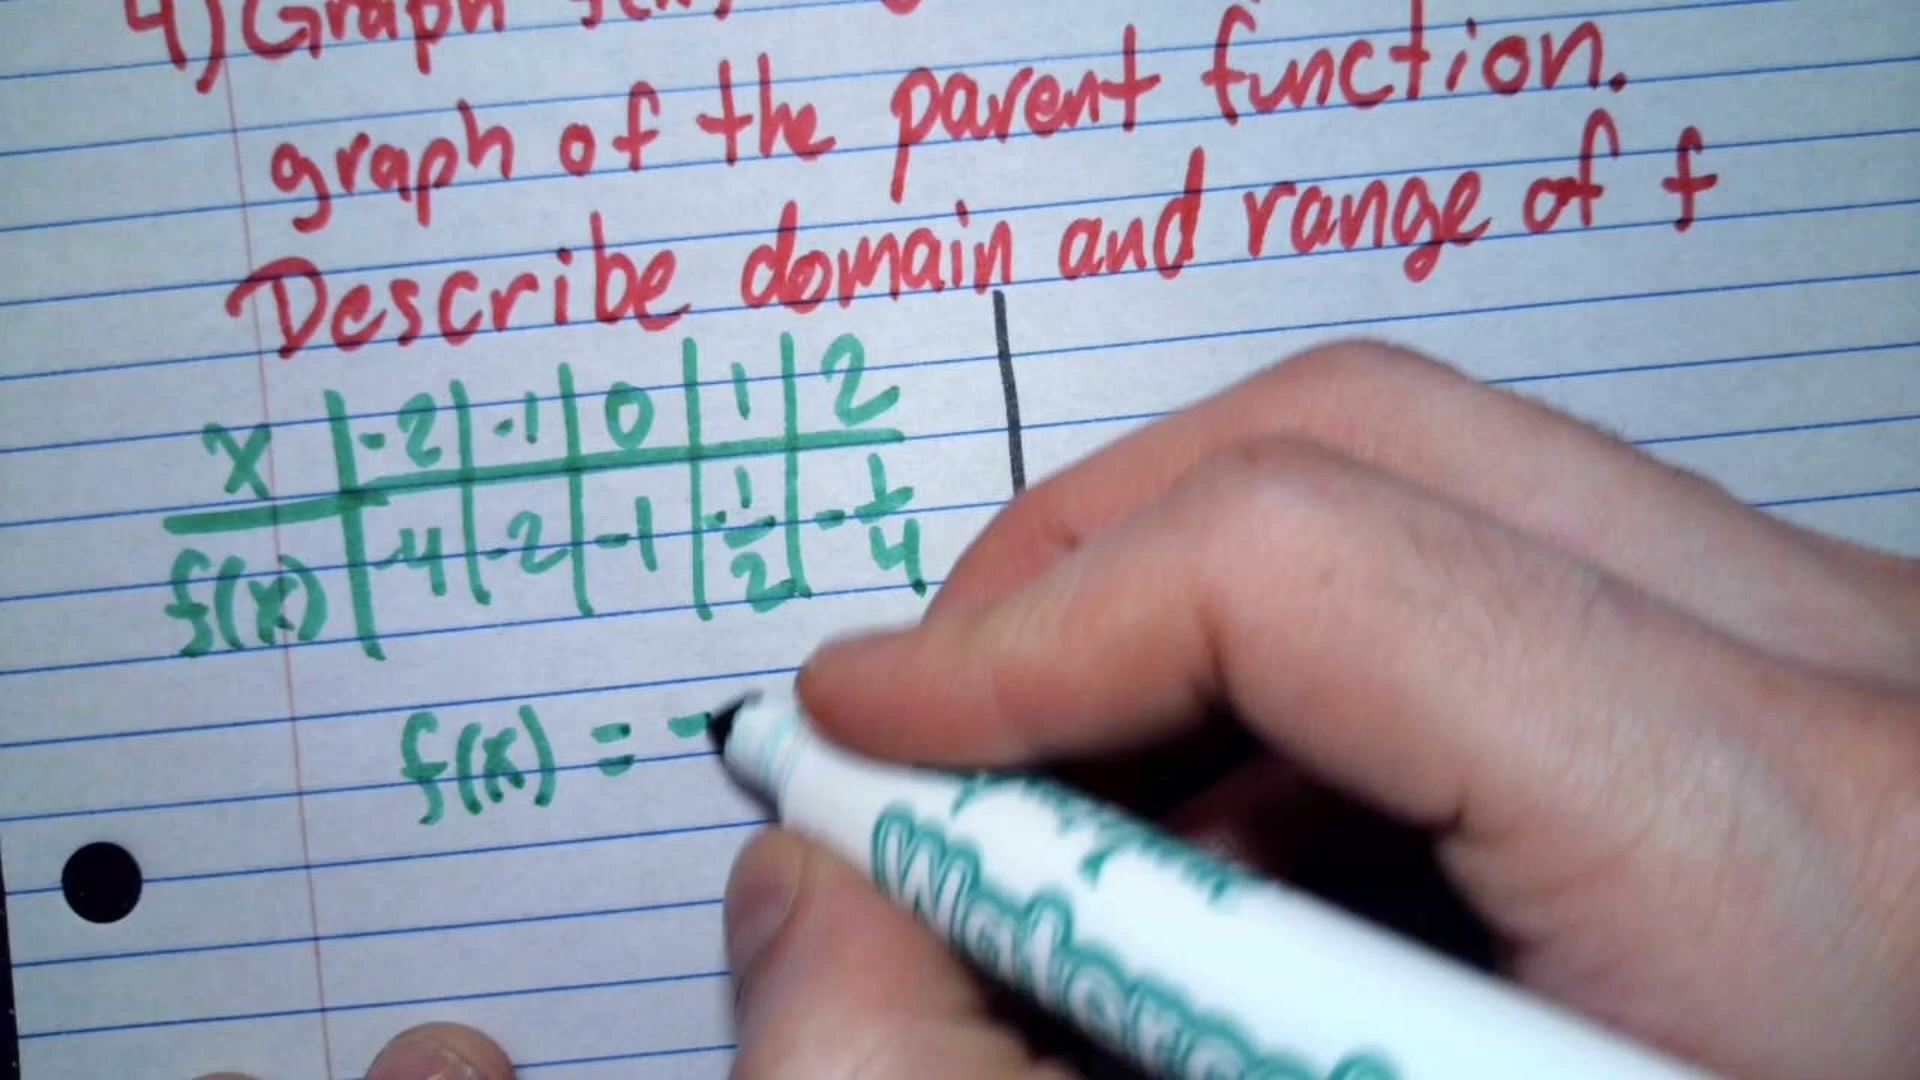 4) Graph f(x)
graph of the parent function.
Describe domain and range of f
x -2 -1 0 1 2
f(x) -4 -2 -1 -1/2 -1/4
f(x) = -